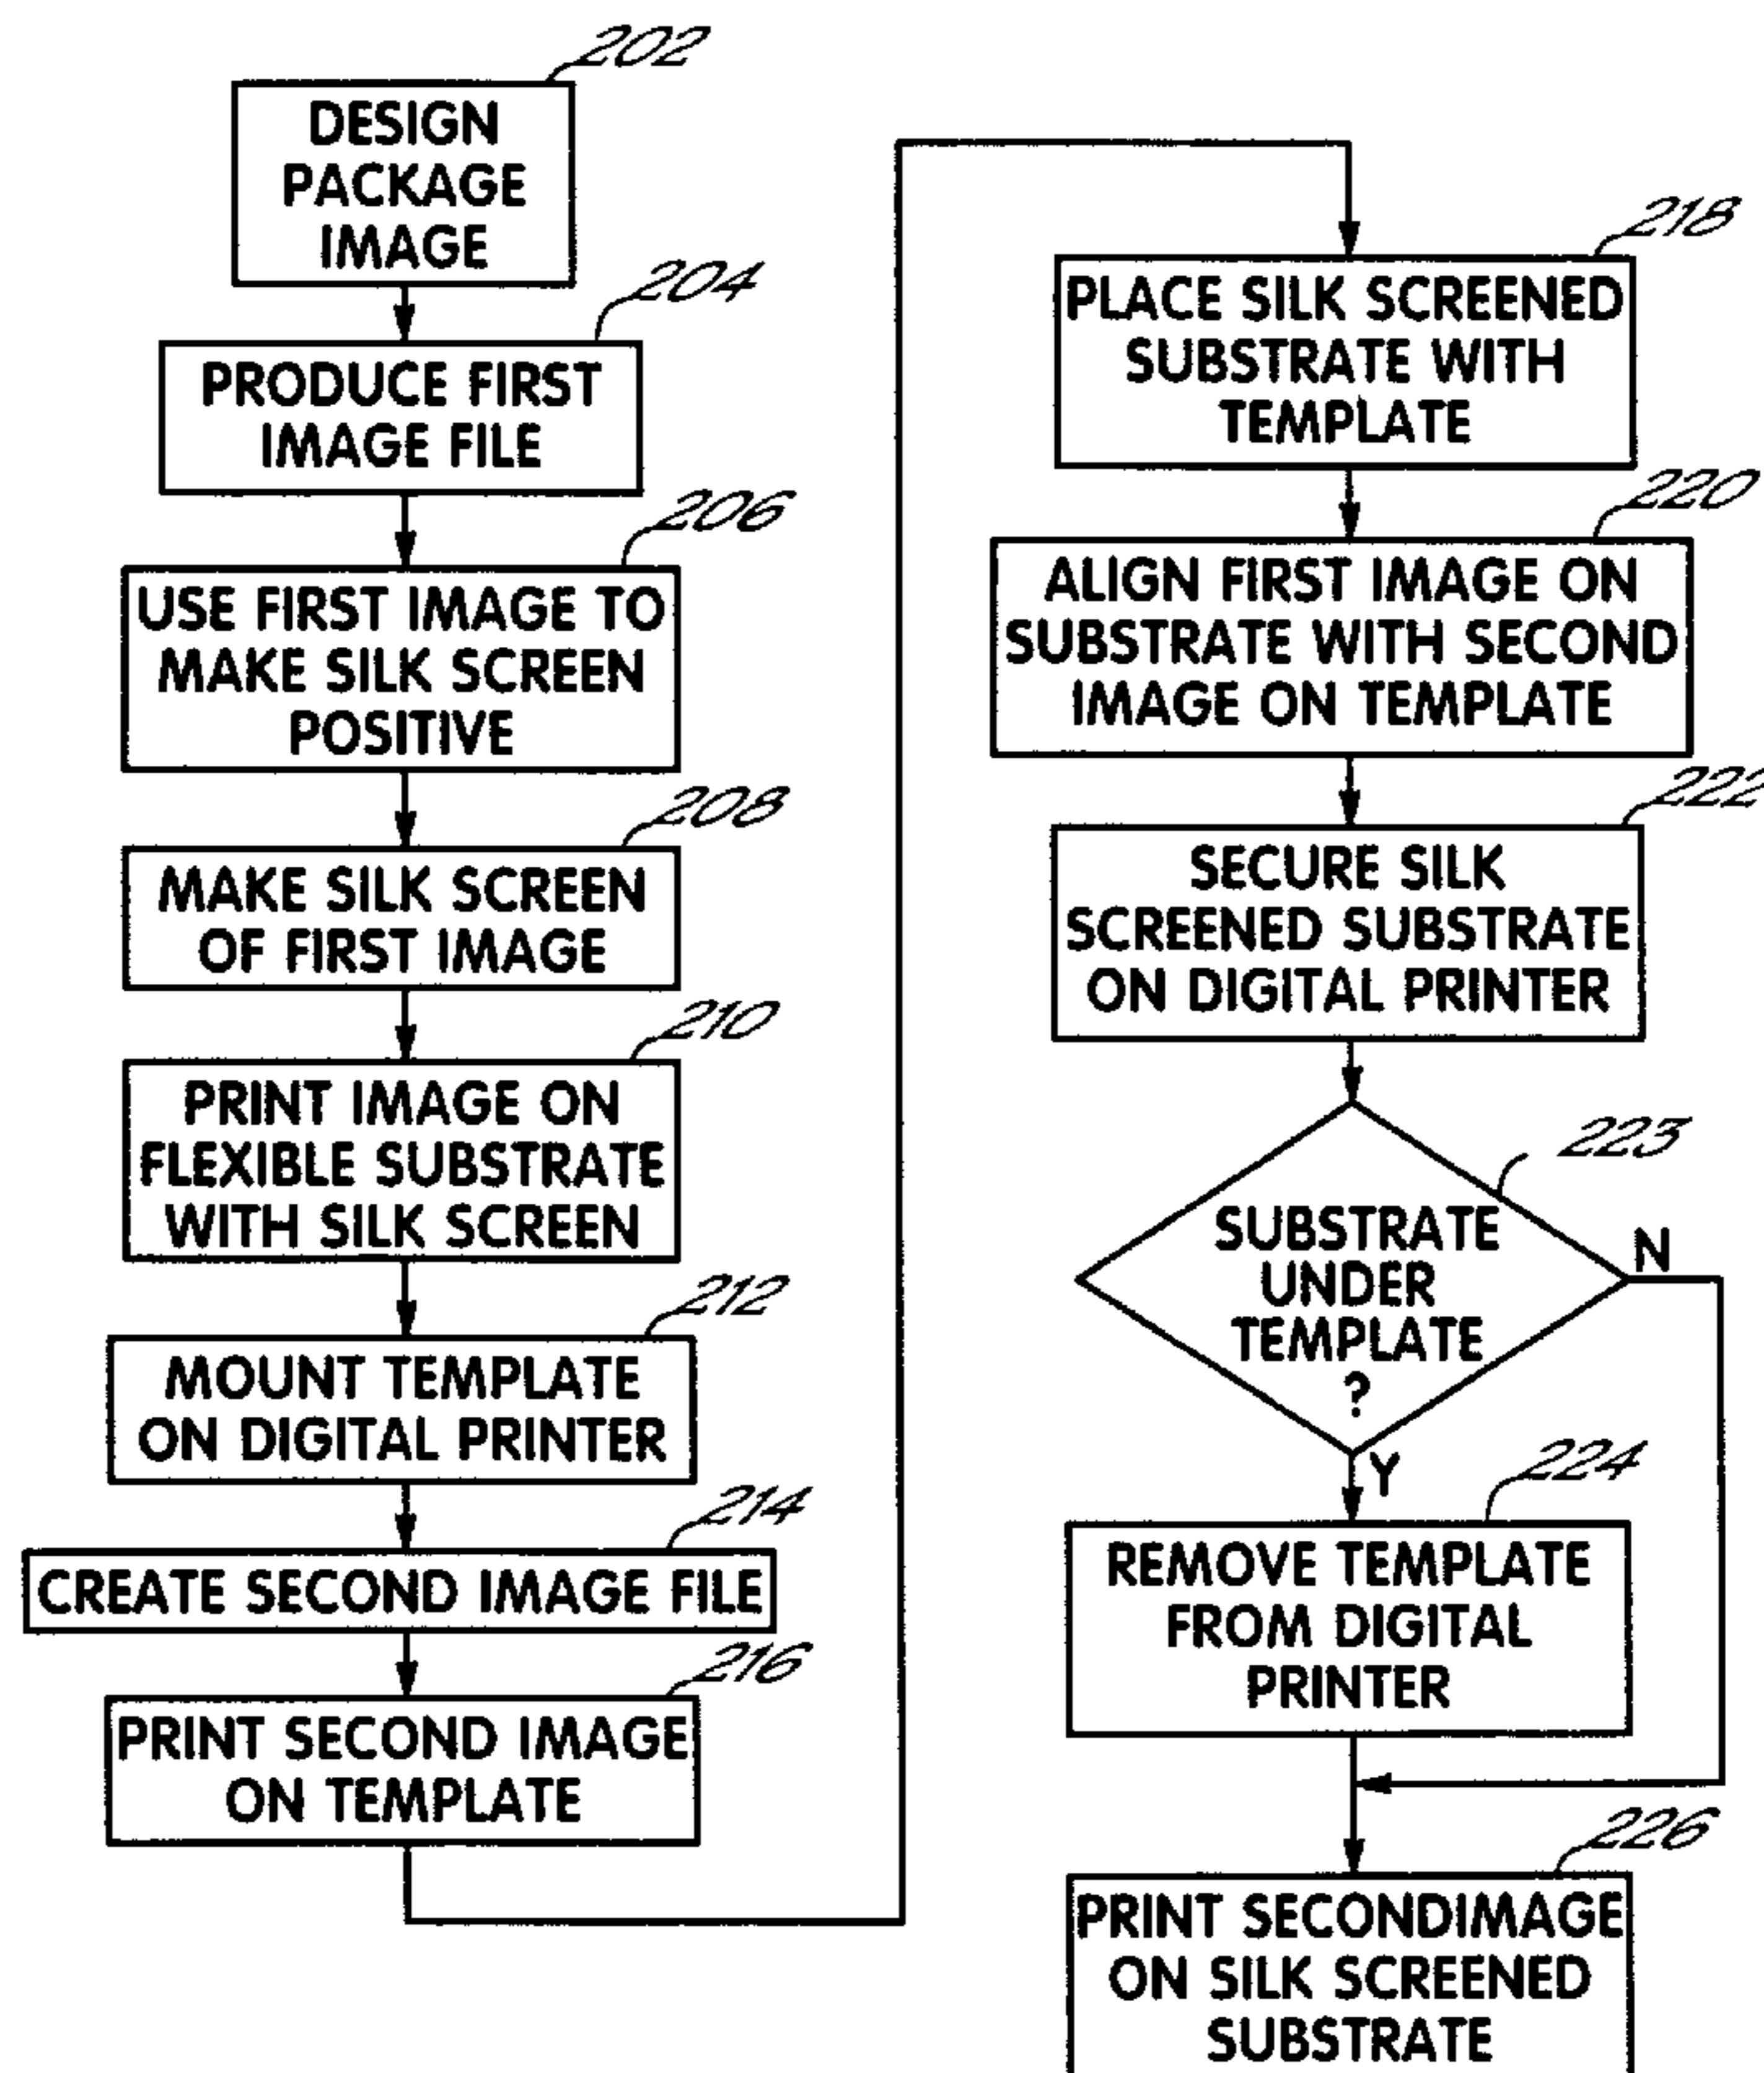 202
DESIGN
PACKAGE
IMAGE
204
PRODUCE FIRST
IMAGE FILE
206
USE FIRST IMAGE TO
MAKE SILK SCREEN
POSITIVE
208
MAKE SILK SCREEN
OF FIRST IMAGE
210
PRINT IMAGE ON
FLEXIBLE SUBSTRATE
WITH SILK SCREEN
212
MOUNT TEMPLATE
ON DIGITAL PRINTER
214
CREATE SECOND IMAGE FILE
216
PRINT SECOND IMAGE
ON TEMPLATE
218
PLACE SILK SCREENED
SUBSTRATE WITH
TEMPLATE
220
ALIGN FIRST IMAGE ON
SUBSTRATE WITH SECOND
IMAGE ON TEMPLATE
222
SECURE SILK
SCREENED SUBSTRATE
ON DIGITAL PRINTER
223
SUBSTRATE
UNDER
TEMPLATE
?
N
Y
224
REMOVE TEMPLATE
FROM DIGITAL
PRINTER
226
PRINT SECONDIMAGE
ON SILK SCREENED
SUBSTRATE